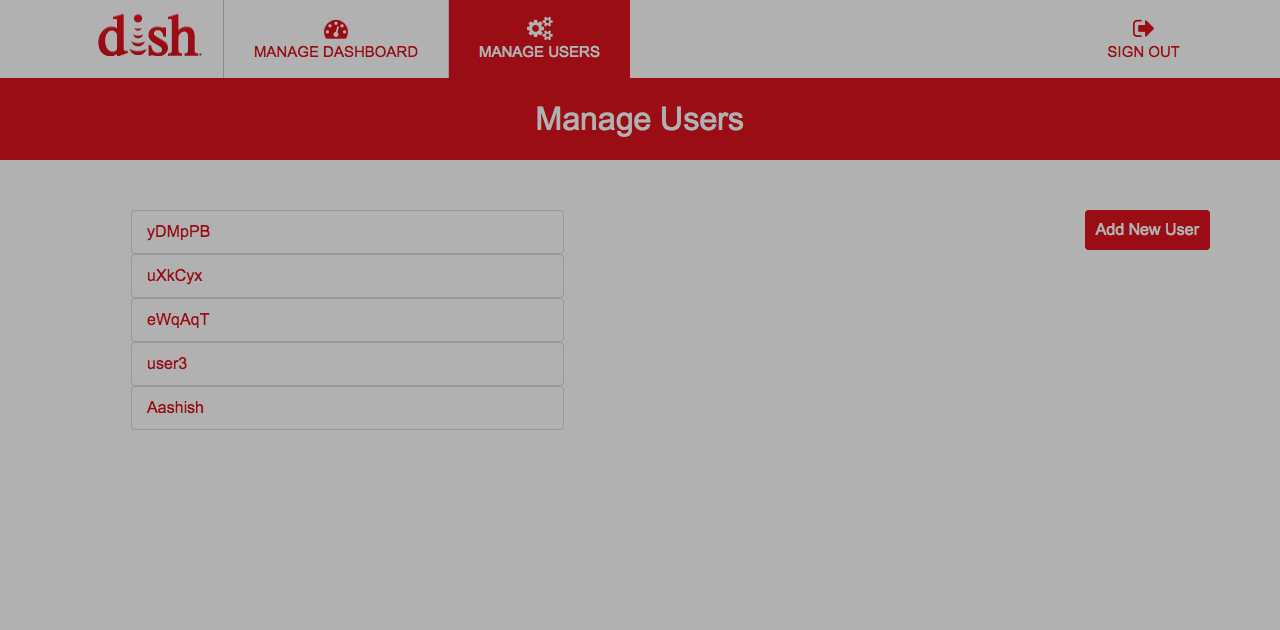 dish
MANAGE DASHBOARD
MANAGE USERS
SIGN OUT
Manage Users
yDMpPB
Add New User
uXkCyx
eWqAqT
user3
Aashish